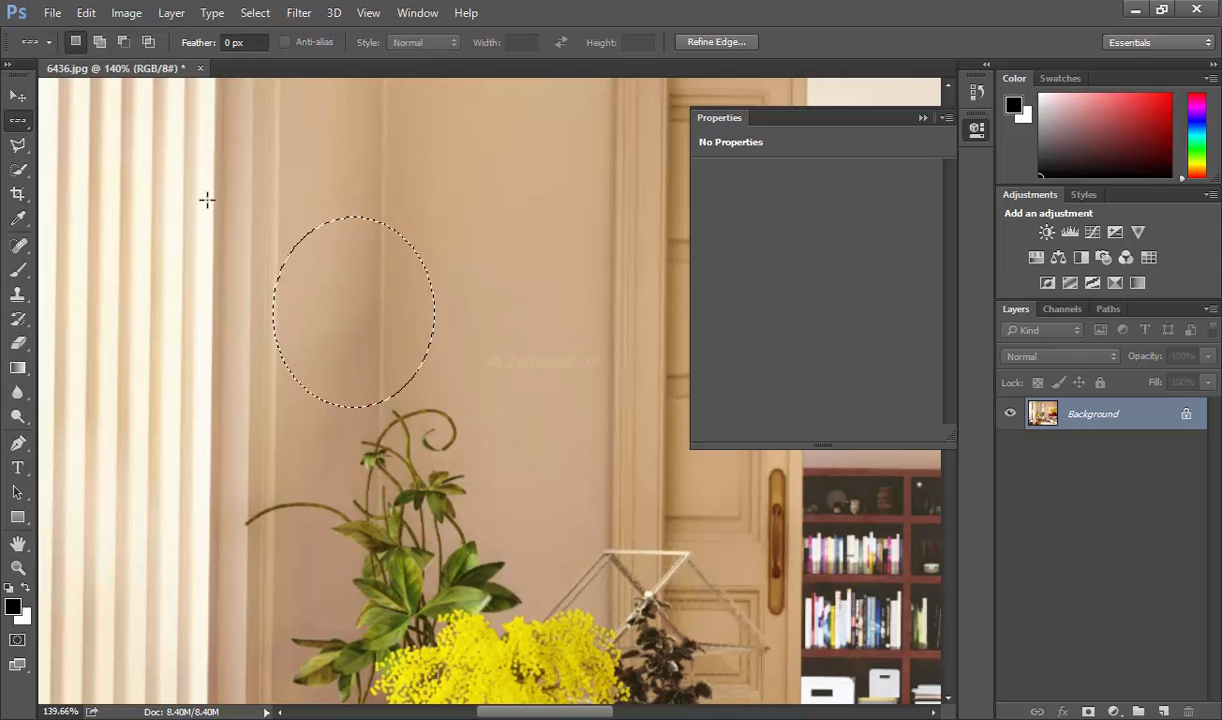 Ps File Edit Image Layer Type Select Filter 3D View Window Help
Feather: 0 px Anti-alias Style: Normal Width: Height: Refine Edge... Essentials
6436.jpg @ 140% (RGB/8#) * ×
Properties
No Properties
Color Swatches
Adjustments Styles
Add an adjustment
Layers Channels Paths
Kind
Normal Opacity: 100%
Lock: Fill: 100%
Background
139.66% Doc: 8.40M/8.40M